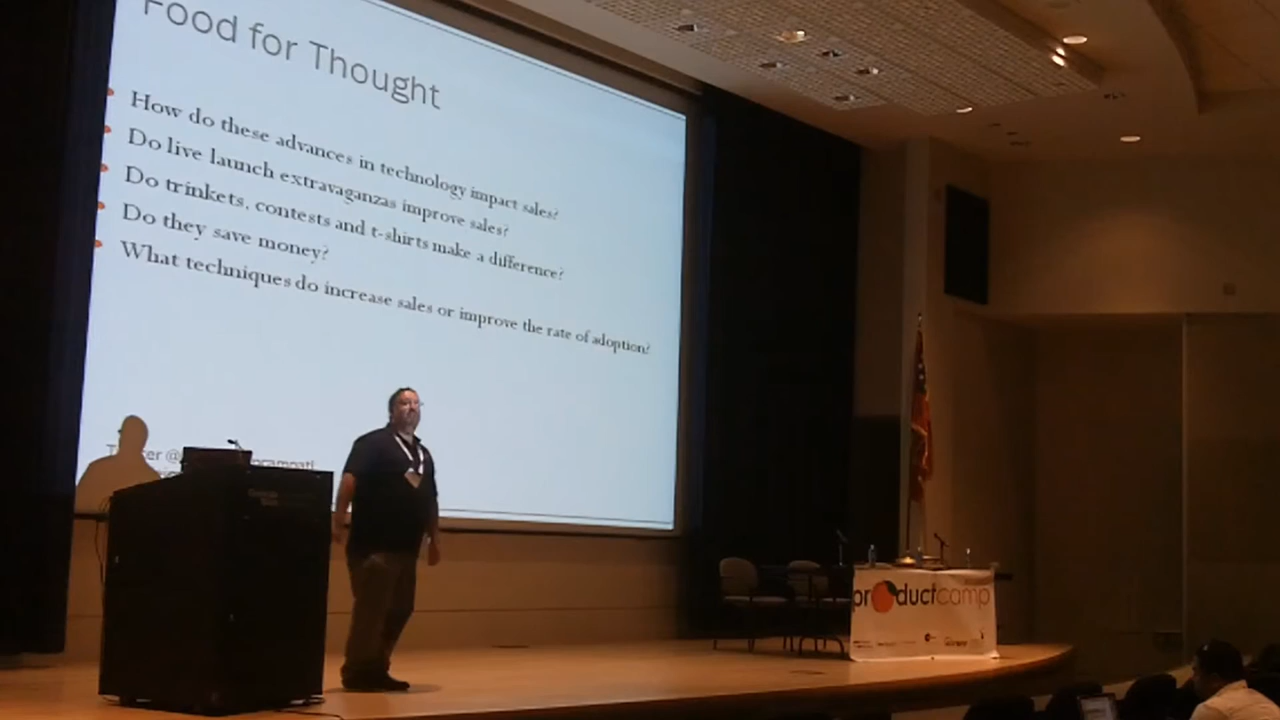 Food for Thought
How do these advances in technology impact sales?
Do live launch extravaganzas improve sales?
Do trinkets, contests and t-shirts make a difference?
Do they save money?
What techniques do increase sales or improve the rate of adoption?
productcamp